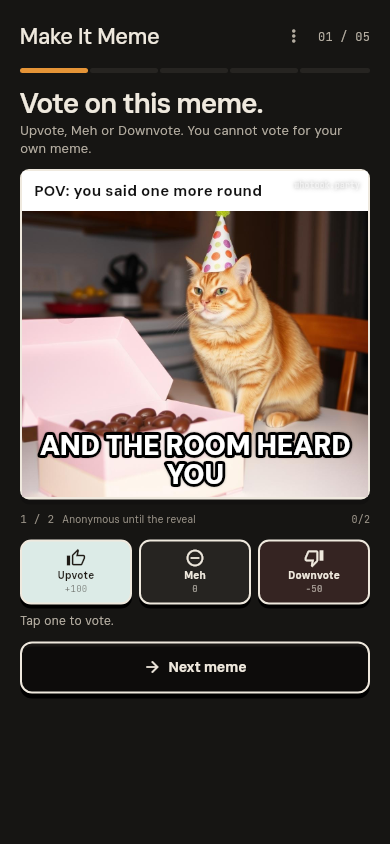 Make It Meme
01 / 05
Vote on this meme.
Upvote, Meh or Downvote. You cannot vote for your
own meme.
POV: you said one more round
AND THE ROOM HEARD
YOU
1 / 2 Anonymous until the reveal
0/2
Upvote
+100
Meh
0
Downvote
-50
Tap one to vote.
Next meme